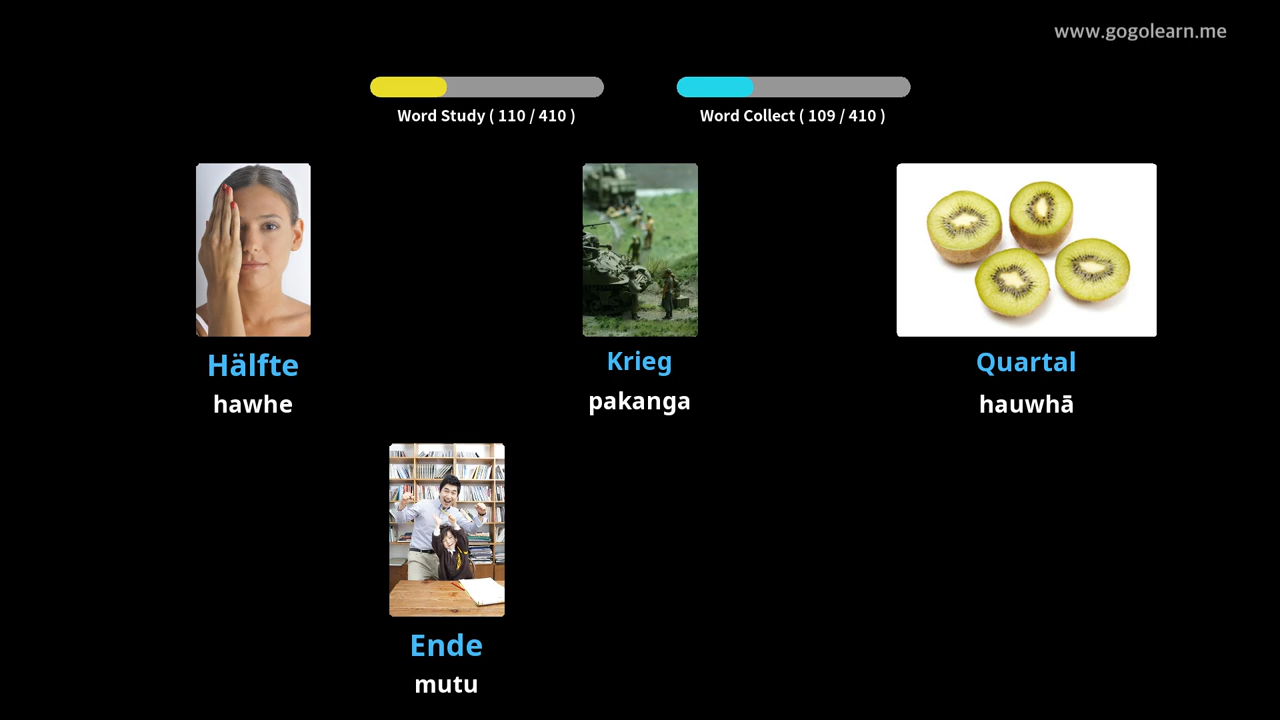 www.gogolearn.me
Word Study ( 110 / 410 )
Word Collect ( 109 / 410 )
Hälfte
hawhe
Krieg
pakanga
Quartal
hauwhā
Ende
mutu